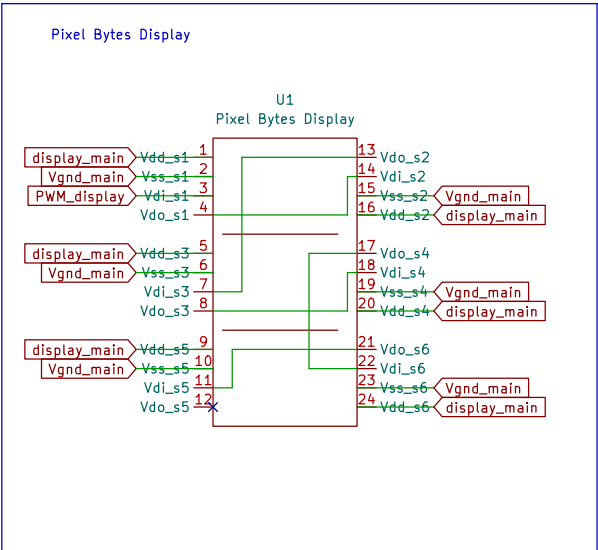 Pixel Bytes Display
U1
Pixel Bytes Display
display_main Vdd_s1 1 13 Vdo_s2
Vgnd_main Vss_s1 2 14 Vdi_s2
PWM_display Vdi_s1 3 15 Vss_s2 Vgnd_main
Vdo_s1 4 16 Vdd_s2 display_main
display_main Vdd_s3 5 17 Vdo_s4
Vgnd_main Vss_s3 6 18 Vdi_s4
Vdi_s3 7 19 Vss_s4 Vgnd_main
Vdo_s3 8 20 Vdd_s4 display_main
display_main Vdd_s5 9 21 Vdo_s6
Vgnd_main Vss_s5 10 22 Vdi_s6
Vdi_s5 11 23 Vss_s6 Vgnd_main
Vdo_s5 12 24 Vdd_s6 display_main